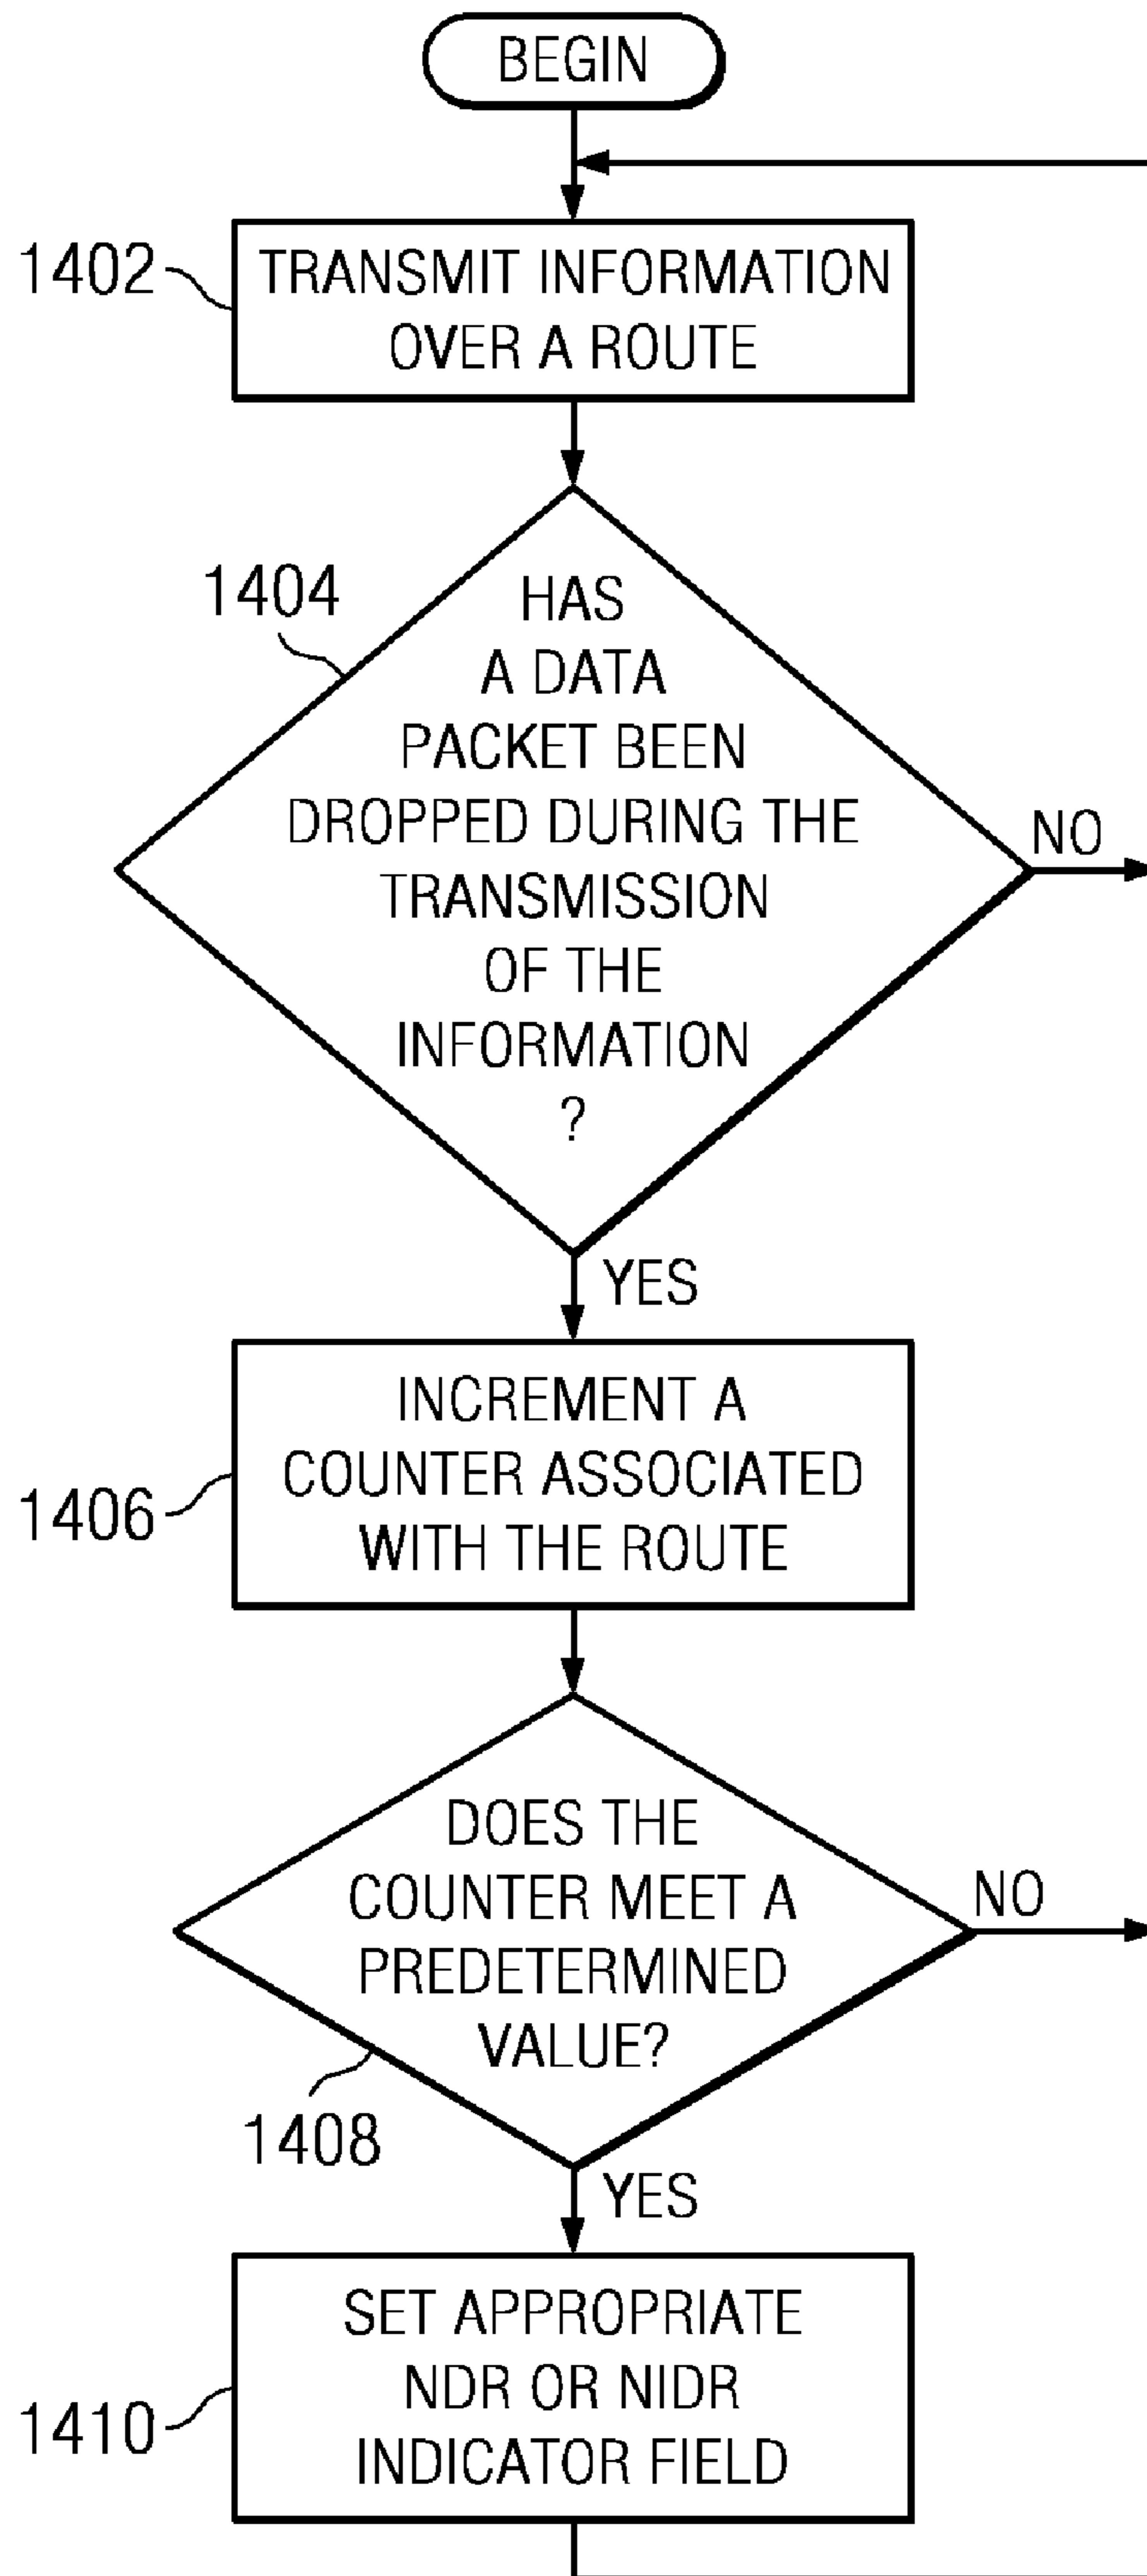 BEGIN
1402
TRANSMIT INFORMATION
OVER A ROUTE
1404
HAS
A DATA
PACKET BEEN
DROPPED DURING THE
TRANSMISSION
OF THE
INFORMATION
?
NO
YES
1406
INCREMENT A
COUNTER ASSOCIATED
WITH THE ROUTE
DOES THE
COUNTER MEET A
PREDETERMINED
VALUE?
NO
1408
YES
1410
SET APPROPRIATE
NDR OR NIDR
INDICATOR FIELD